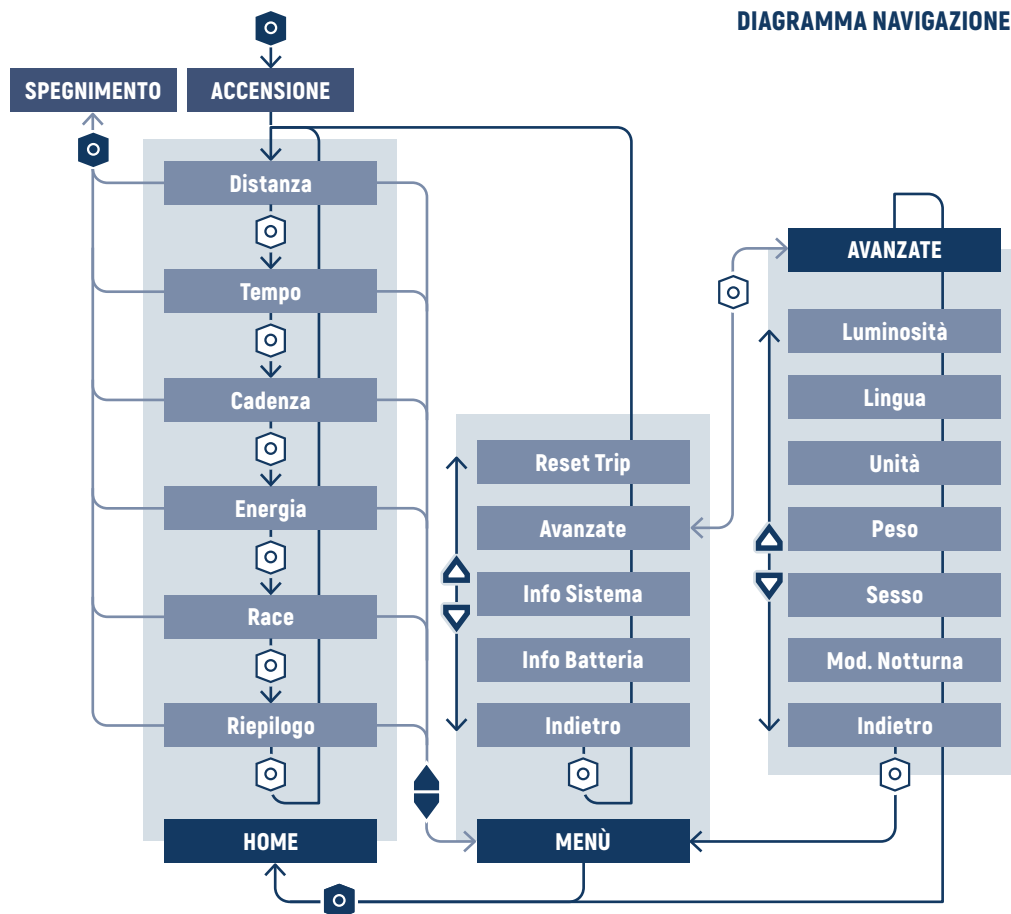 DIAGRAMMA NAVIGAZIONE
SPEGNIMENTO
ACCENSIONE
Distanza
Tempo
Cadenza
Energia
Race
Riepilogo
HOME
Reset Trip
Avanzate
Info Sistema
Info Batteria
Indietro
MENÙ
AVANZATE
Luminosità
Lingua
Unità
Peso
Sesso
Mod. Notturna
Indietro